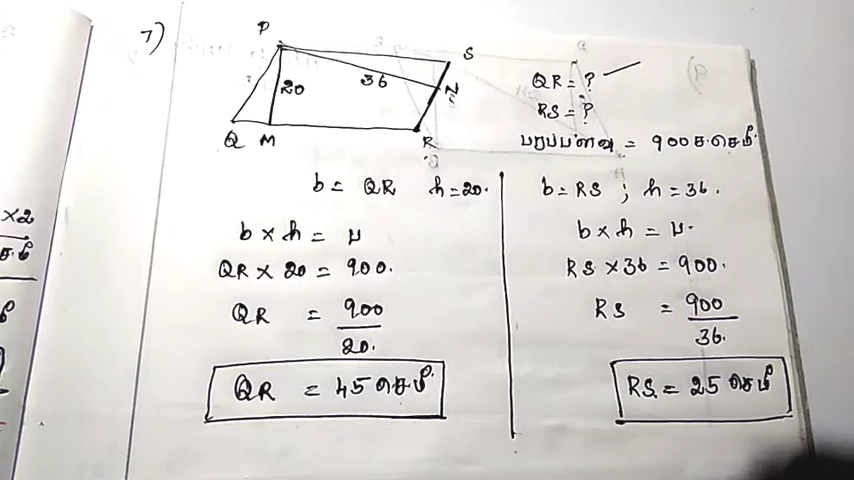 7)
P
S
20
36
N
Q M
R
QR = ?
RS = ?
பரப்பளவு = 900 ச.செமீ.
b = QR h = 20.
b × h = ப
QR × 20 = 900.
QR = 900
20.
QR = 45 செமீ.
b = RS ; h = 36.
b × h = ப.
RS × 36 = 900.
RS = 900
36.
RS = 25 செமீ
×2